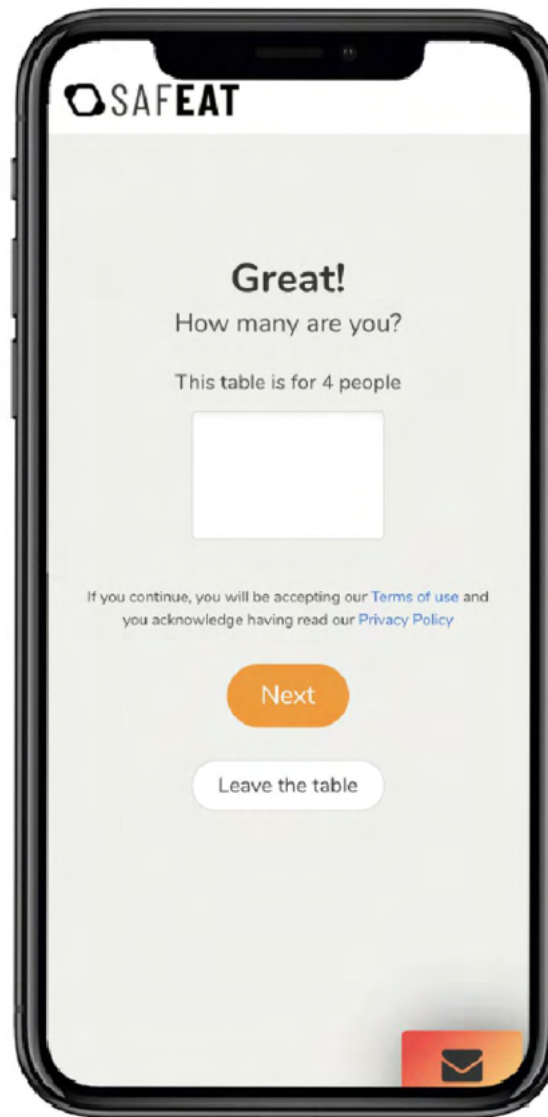 SAFEAT
Great!
How many are you?
This table is for 4 people
If you continue, you will be accepting our Terms of use and
you acknowledge having read our Privacy Policy
Next
Leave the table